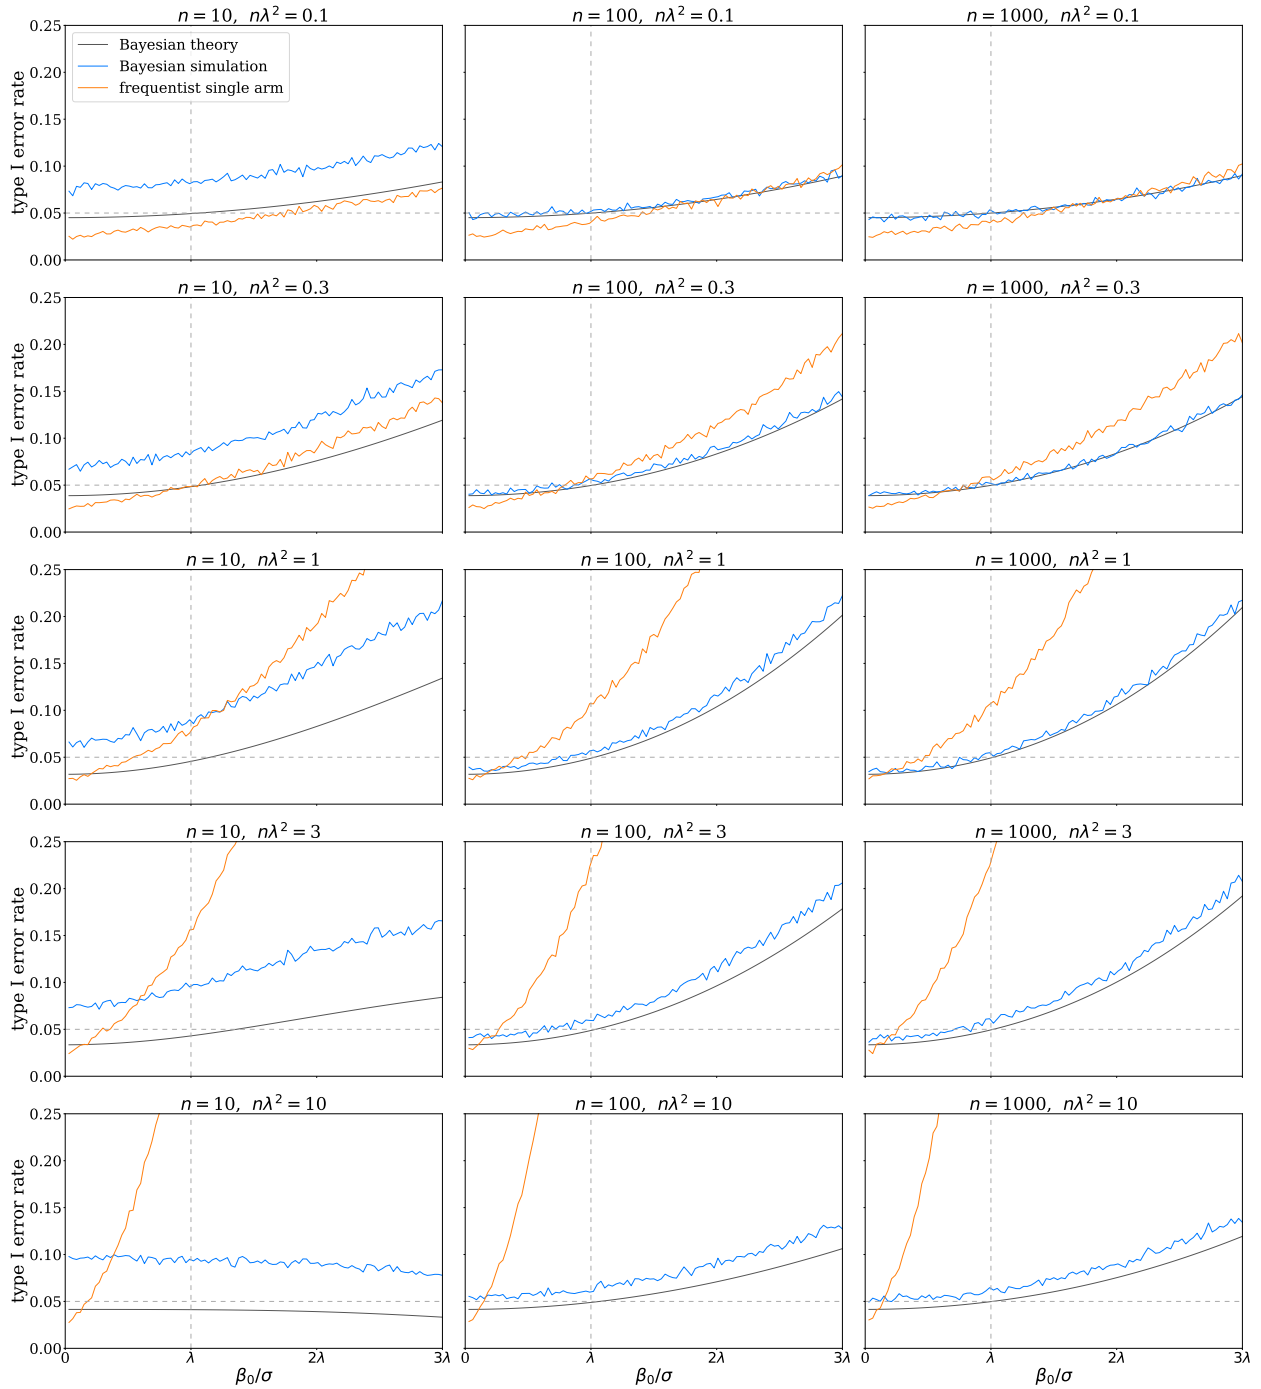 n = 10, nλ² = 0.1
n = 100, nλ² = 0.1
n = 1000, nλ² = 0.1
Bayesian theory
Bayesian simulation
frequentist single arm
type I error rate
0.25
0.20
0.15
0.10
0.05
0.00
n = 10, nλ² = 0.3
n = 100, nλ² = 0.3
n = 1000, nλ² = 0.3
type I error rate
0.25
0.20
0.15
0.10
0.05
0.00
n = 10, nλ² = 1
n = 100, nλ² = 1
n = 1000, nλ² = 1
type I error rate
0.25
0.20
0.15
0.10
0.05
0.00
n = 10, nλ² = 3
n = 100, nλ² = 3
n = 1000, nλ² = 3
type I error rate
0.25
0.20
0.15
0.10
0.05
0.00
n = 10, nλ² = 10
n = 100, nλ² = 10
n = 1000, nλ² = 10
type I error rate
0.25
0.20
0.15
0.10
0.05
0.00
0 λ 2λ 3λ
0 λ 2λ 3λ
0 λ 2λ 3λ
β₀/σ
β₀/σ
β₀/σ